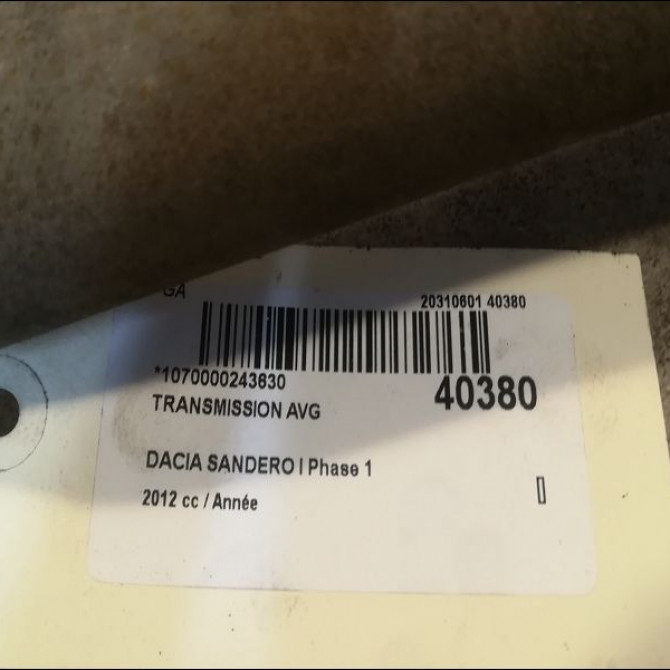 GA
20310601 40380
*1070000243630
40380
TRANSMISSION AVG
DACIA SANDERO I Phase 1
2012 cc / Année